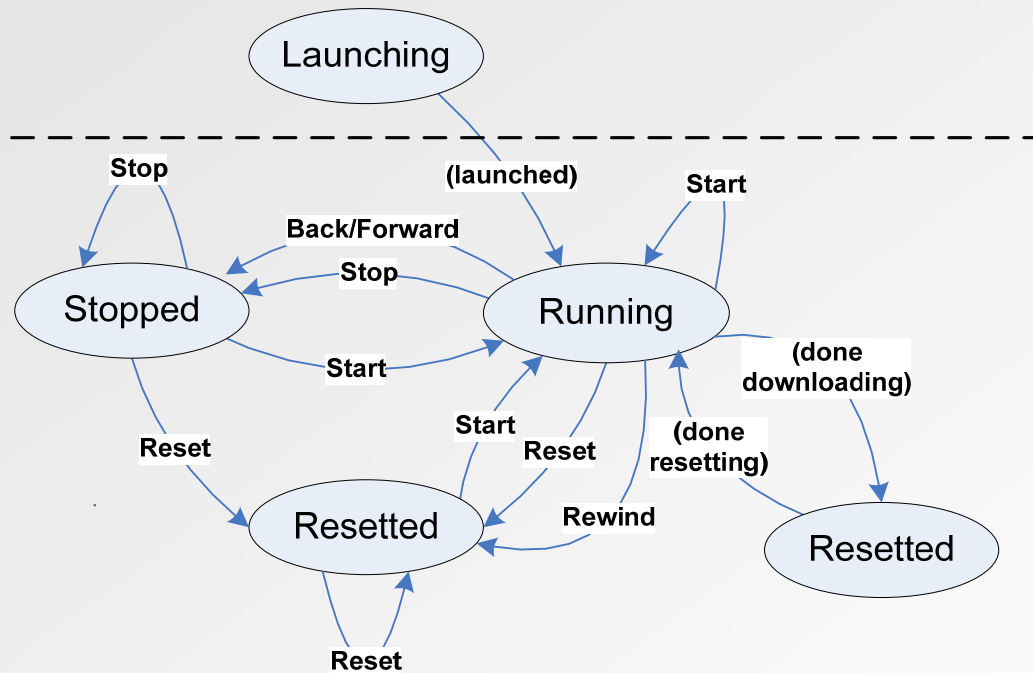 Launching
Stop
(launched)
Start
Back/Forward
Stop
Stopped
Running
Start
(done
downloading)
Start
Reset
Reset
(done
resetting)
Rewind
Resetted
Resetted
Reset